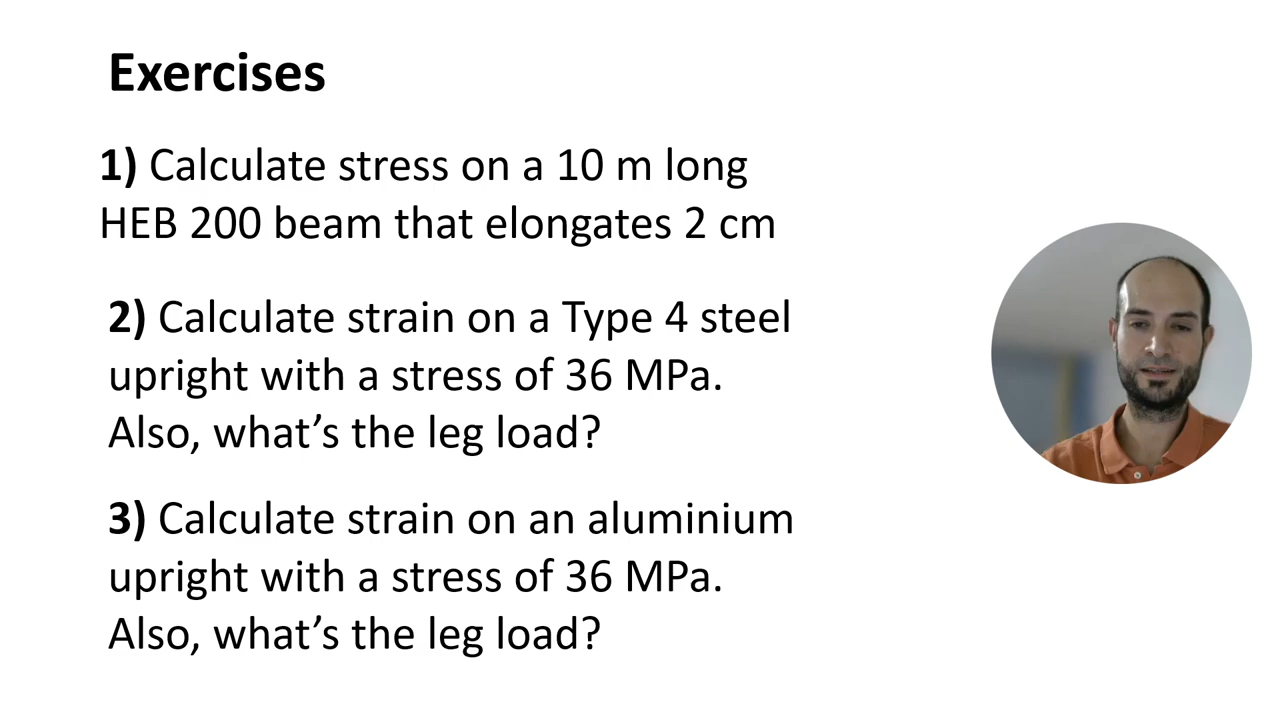 Exercises
1) Calculate stress on a 10 m long
HEB 200 beam that elongates 2 cm
2) Calculate strain on a Type 4 steel
upright with a stress of 36 MPa.
Also, what’s the leg load?
3) Calculate strain on an aluminium
upright with a stress of 36 MPa.
Also, what’s the leg load?